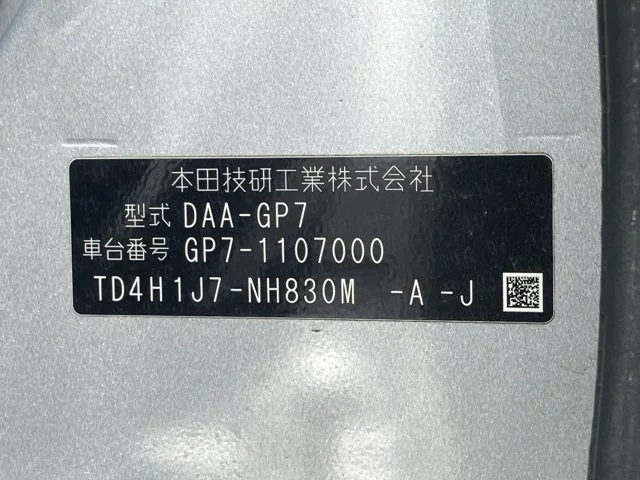 本田技研工業株式会社
型式 DAA-GP7
車台番号 GP7-1107000
TD4H1J7-NH830M -A -J